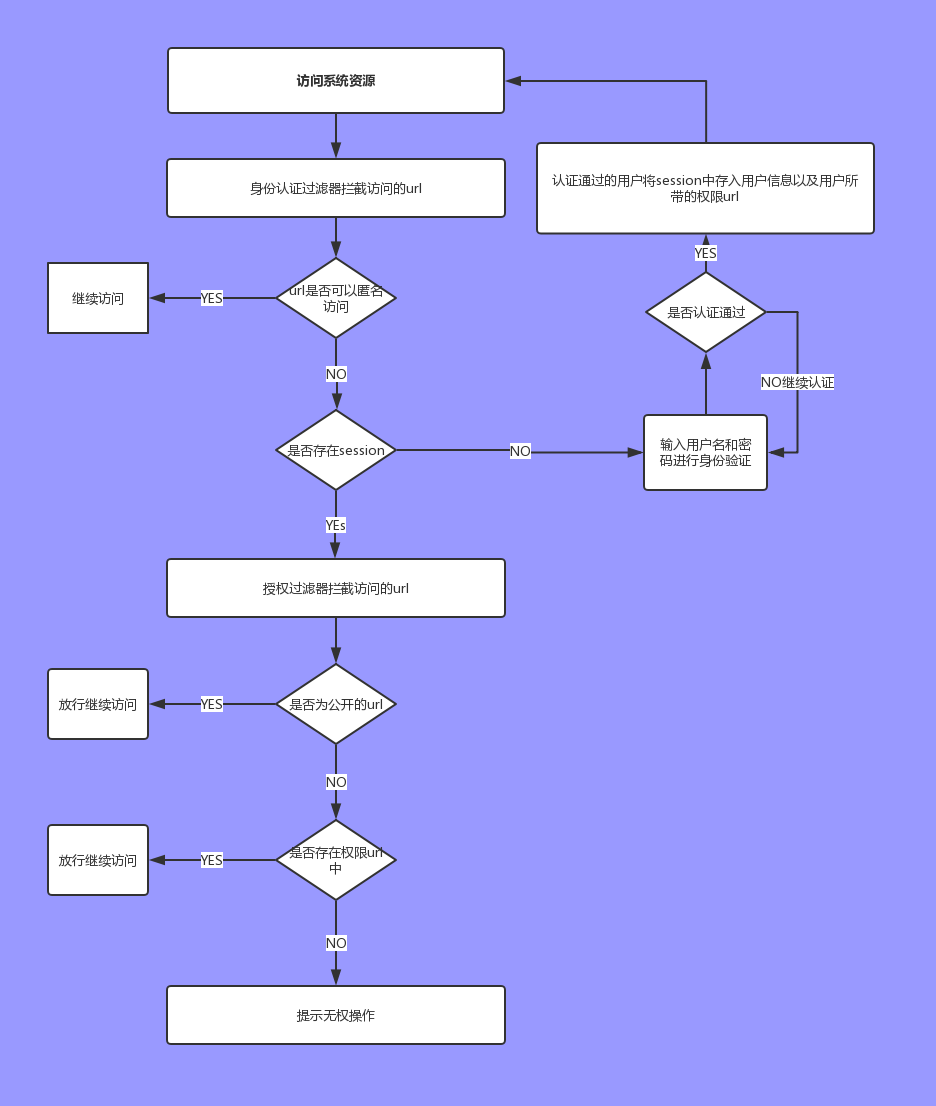 访问系统资源
身份认证过滤器拦截访问的url
认证通过的用户将session中存入用户信息以及用户所
带的权限url
YES
url是否可以匿名
访问
YES
继续访问
是否认证通过
NO
NO继续认证
是否存在session
NO
输入用户名和密
码进行身份验证
YEs
授权过滤器拦截访问的url
是否为公开的url
YES
放行继续访问
NO
是否存在权限url
中
YES
放行继续访问
NO
提示无权操作